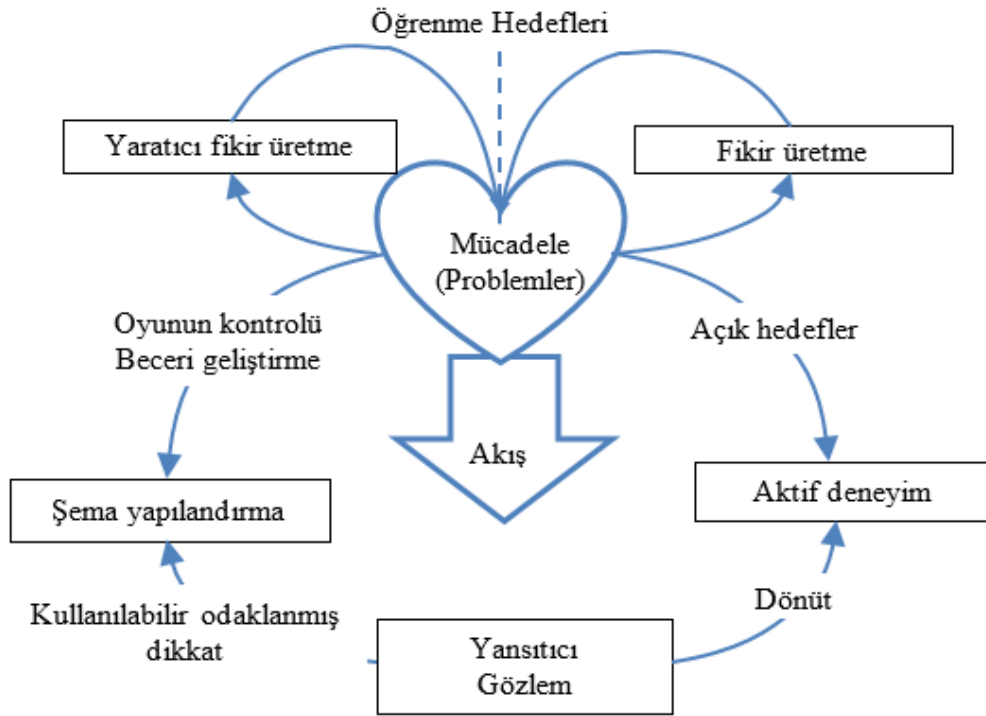 Öğrenme Hedefleri
Yaratıcı fikir üretme
Fikir üretme
Mücadele
(Problemler)
Oyunun kontrolü
Beceri geliştirme
Açık hedefler
Akış
Şema yapılandırma
Aktif deneyim
Kullanılabilir odaklanmış
dikkat
Dönüt
Yansıtıcı
Gözlem